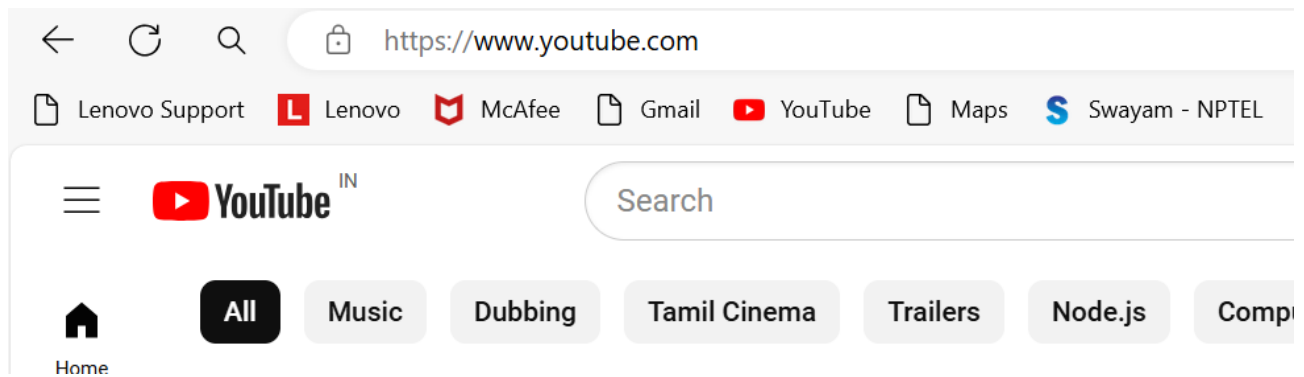 https://www.youtube.com
Lenovo Support L Lenovo McAfee Gmail YouTube Maps S Swayam - NPTEL
YouTube IN Search
All Music Dubbing Tamil Cinema Trailers Node.js
Home